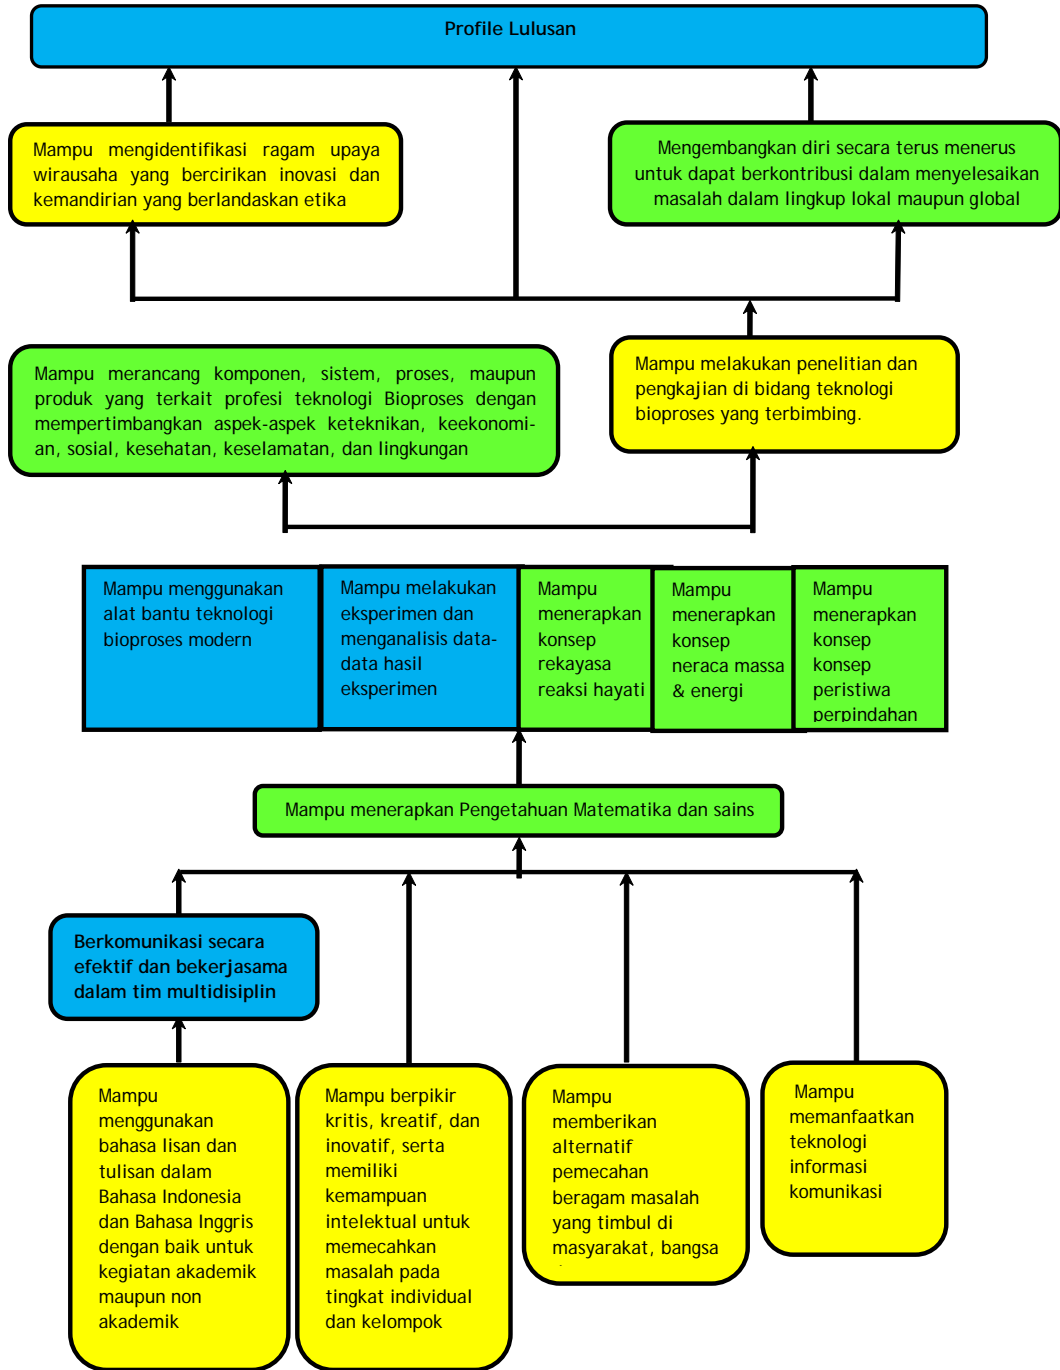 Profile Lulusan
Mampu mengidentifikasi ragam upaya
wirausaha yang bercirikan inovasi dan
kemandirian yang berlandaskan etika
Mengembangkan diri secara terus menerus
untuk dapat berkontribusi dalam menyelesaikan
masalah dalam lingkup lokal maupun global
Mampu merancang komponen, sistem, proses, maupun
produk yang terkait profesi teknologi Bioproses dengan
mempertimbangkan aspek-aspek keteknikan, keekonomi-
an, sosial, kesehatan, keselamatan, dan lingkungan
Mampu melakukan penelitian dan
pengkajian di bidang teknologi
bioproses yang terbimbing.
Mampu menggunakan
alat bantu teknologi
bioproses modern
Mampu melakukan
eksperimen dan
menganalisis data-
data hasil
eksperimen
Mampu
menerapkan
konsep
rekayasa
reaksi hayati
Mampu
menerapkan
konsep
neraca massa
& energi
Mampu
menerapkan
konsep
konsep
peristiwa
perpindahan
Mampu menerapkan Pengetahuan Matematika dan sains
Berkomunikasi secara
efektif dan bekerjasama
dalam tim multidisiplin
Mampu
menggunakan
bahasa lisan dan
tulisan dalam
Bahasa Indonesia
dan Bahasa Inggris
dengan baik untuk
kegiatan akademik
maupun non
akademik
Mampu berpikir
kritis, kreatif, dan
inovatif, serta
memiliki
kemampuan
intelektual untuk
memecahkan
masalah pada
tingkat individual
dan kelompok
Mampu
memberikan
alternatif
pemecahan
beragam masalah
yang timbul di
masyarakat, bangsa
Mampu
memanfaatkan
teknologi
informasi
komunikasi